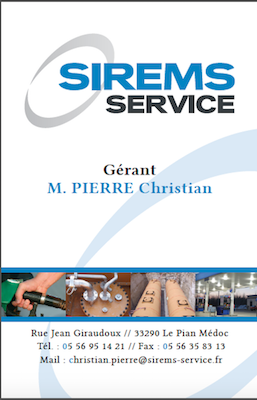 SIREMS
SERVICE
Gérant
M. PIERRE Christian
Rue Jean Giraudoux // 33290 Le Pian Médoc
Tél. : 05 56 95 14 21 // Fax : 05 56 35 83 13
Mail : christian.pierre@sirems-service.fr